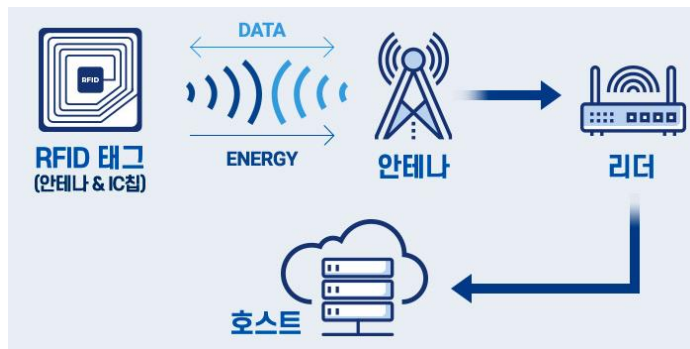 DATA
RFID
ENERGY
RFID 태그
(안테나 & IC칩)
안테나
리더
호스트